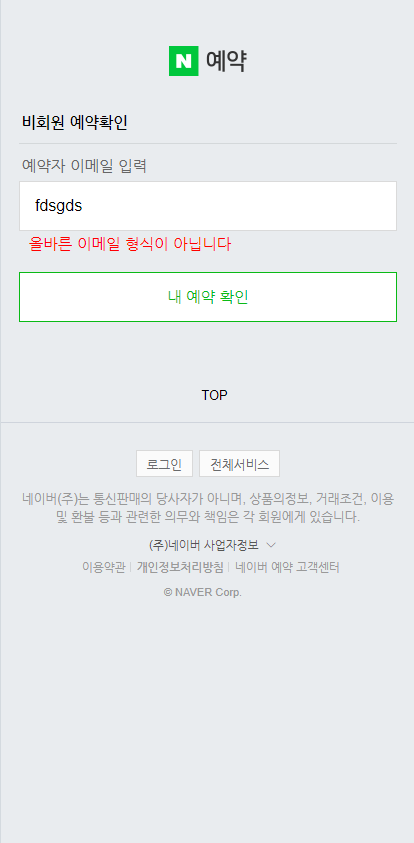 N 예약
비회원 예약확인
예약자 이메일 입력
fdsgds
올바른 이메일 형식이 아닙니다
내 예약 확인
TOP
로그인 전체서비스
네이버(주)는 통신판매의 당사자가 아니며, 상품의정보, 거래조건, 이용
및 환불 등과 관련한 의무와 책임은 각 회원에게 있습니다.
(주)네이버 사업자정보
이용약관 개인정보처리방침 네이버 예약 고객센터
© NAVER Corp.